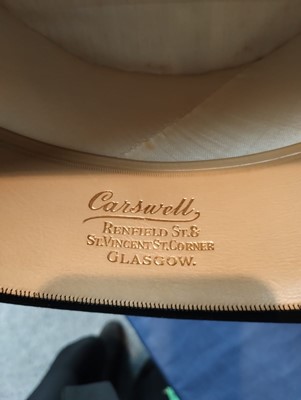 Carswell,
RENFIELD ST. &
ST. VINCENT ST. CORNER
GLASGOW.